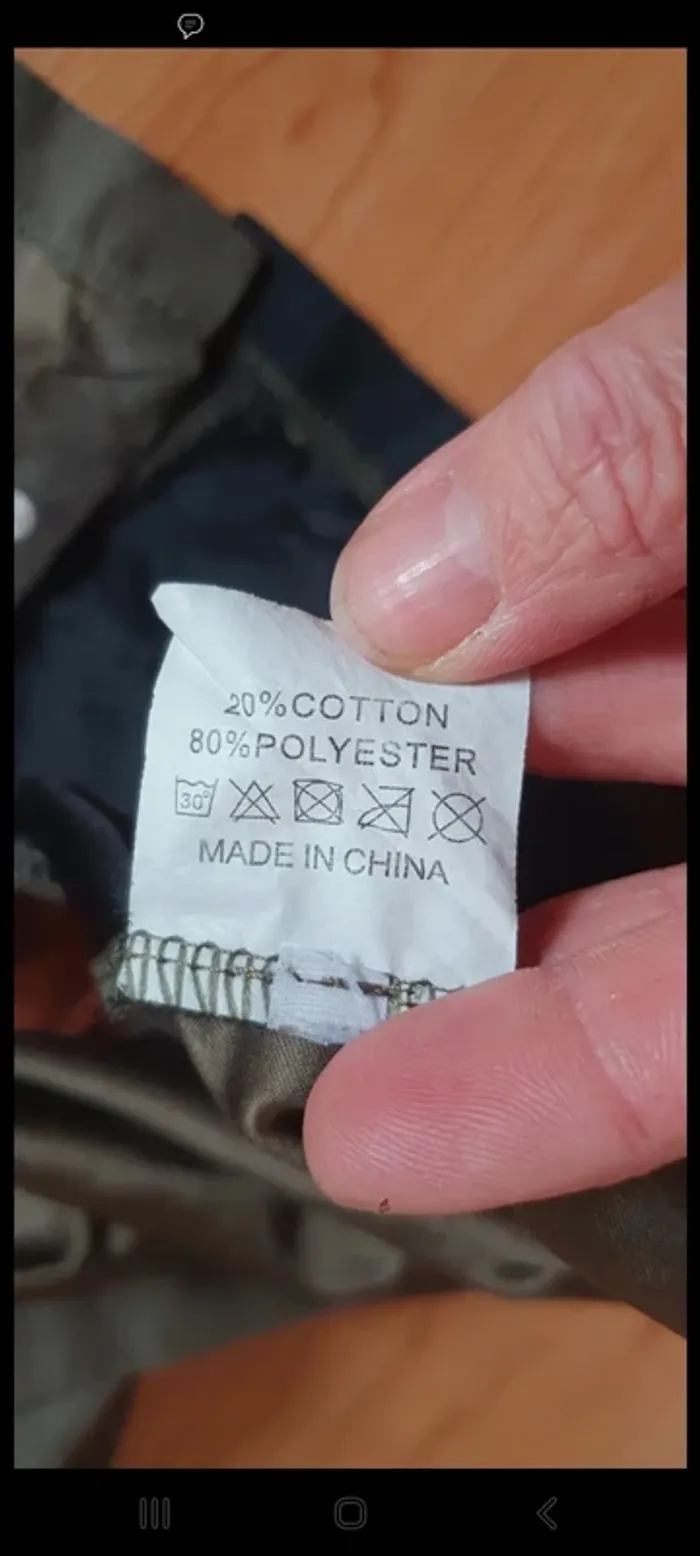 20%COTTON
80%POLYESTER
30°
MADE IN CHINA